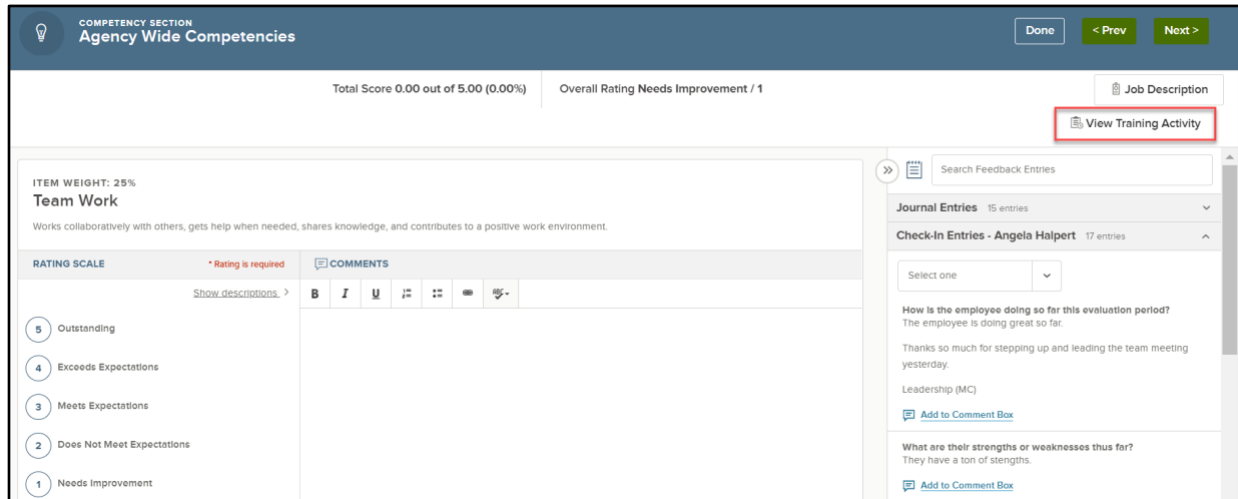 COMPETENCY SECTION
Agency Wide Competencies
Done
< Prev
Next >
Total Score 0.00 out of 5.00 (0.00%)
Overall Rating Needs Improvement / 1
Job Description
View Training Activity
ITEM WEIGHT: 25%
Team Work
Works collaboratively with others, gets help when needed, shares knowledge, and contributes to a positive work environment.
RATING SCALE
* Rating is required
COMMENTS
Show descriptions >
B I U
ABC
5 Outstanding
4 Exceeds Expectations
3 Meets Expectations
2 Does Not Meet Expectations
1 Needs Improvement
Search Feedback Entries
Journal Entries 15 entries
Check-In Entries - Angela Halpert 17 entries
Select one
How is the employee doing so far this evaluation period?
The employee is doing great so far.
Thanks so much for stepping up and leading the team meeting
yesterday.
Leadership (MC)
Add to Comment Box
What are their strengths or weaknesses thus far?
They have a ton of stengths.
Add to Comment Box